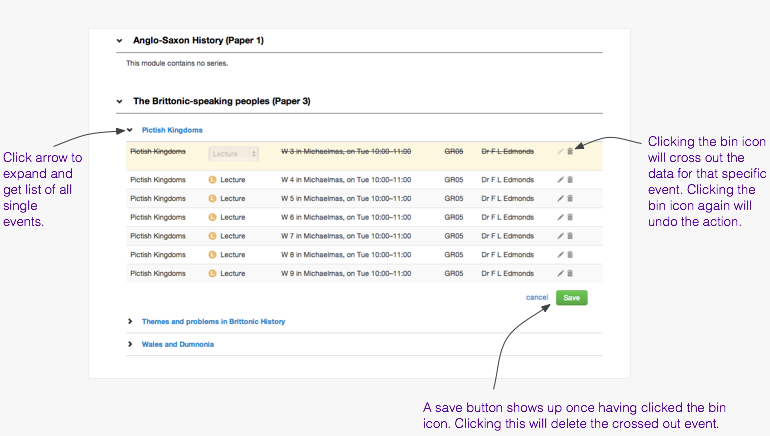 Anglo-Saxon History (Paper 1)
This module contains no series.
The Brittonic-speaking peoples (Paper 3)
Pictish Kingdoms
Pictish Kingdoms Lecture W 3 in Michaelmas, on Tue 10:00–11:00 GR05 Dr F L Edmonds
Pictish Kingdoms L Lecture W 4 in Michaelmas, on Tue 10:00–11:00 GR05 Dr F L Edmonds
Pictish Kingdoms L Lecture W 5 in Michaelmas, on Tue 10:00–11:00 GR05 Dr F L Edmonds
Pictish Kingdoms L Lecture W 6 in Michaelmas, on Tue 10:00–11:00 GR05 Dr F L Edmonds
Pictish Kingdoms L Lecture W 7 in Michaelmas, on Tue 10:00–11:00 GR05 Dr F L Edmonds
Pictish Kingdoms L Lecture W 8 in Michaelmas, on Tue 10:00–11:00 GR05 Dr F L Edmonds
Pictish Kingdoms L Lecture W 9 in Michaelmas, on Tue 10:00–11:00 GR05 Dr F L Edmonds
cancel Save
Themes and problems in Brittonic History
Wales and Dumnonia
Click arrow to
expand and
get list of all
single
events.
Clicking the bin icon
will cross out the
data for that specific
event. Clicking the
bin icon again will
undo the action.
A save button shows up once having clicked the bin
icon. Clicking this will delete the crossed out event.